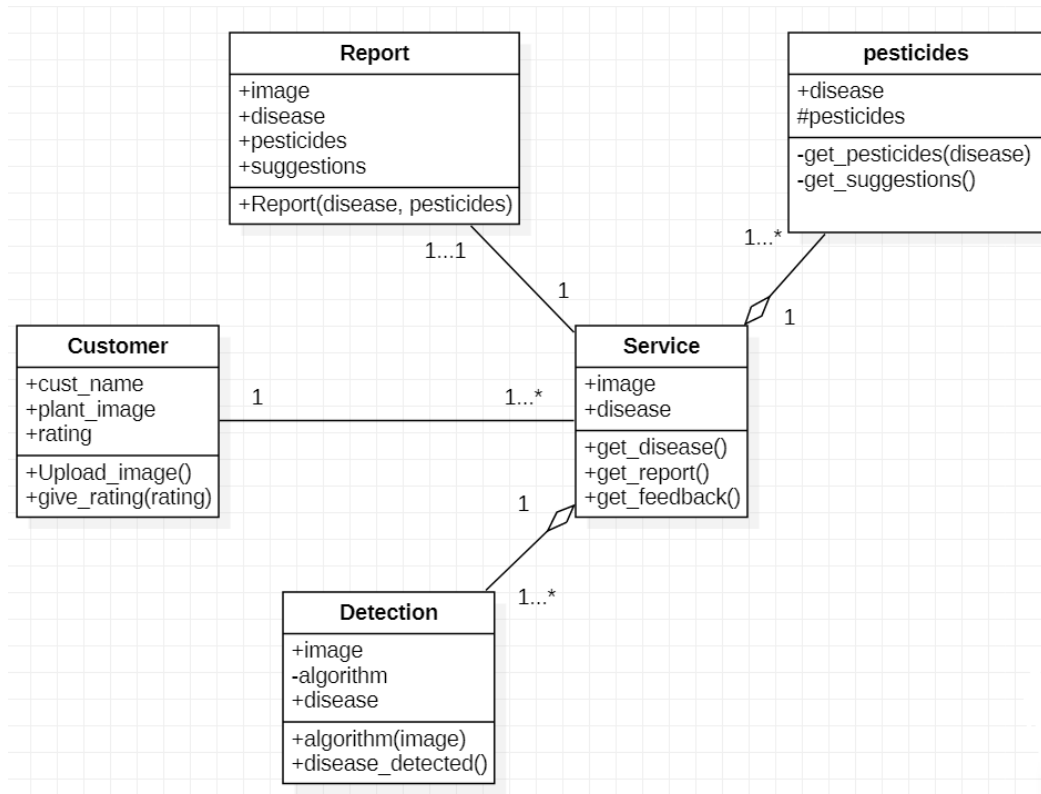 Report
+image
+disease
+pesticides
+suggestions
+Report(disease, pesticides)
pesticides
+disease
#pesticides
-get_pesticides(disease)
-get_suggestions()
1...1
1
1...*
1
Customer
+cust_name
+plant_image
+rating
+Upload_image()
+give_rating(rating)
1
1...*
Service
+image
+disease
+get_disease()
+get_report()
+get_feedback()
1
1...*
Detection
+image
-algorithm
+disease
+algorithm(image)
+disease_detected()